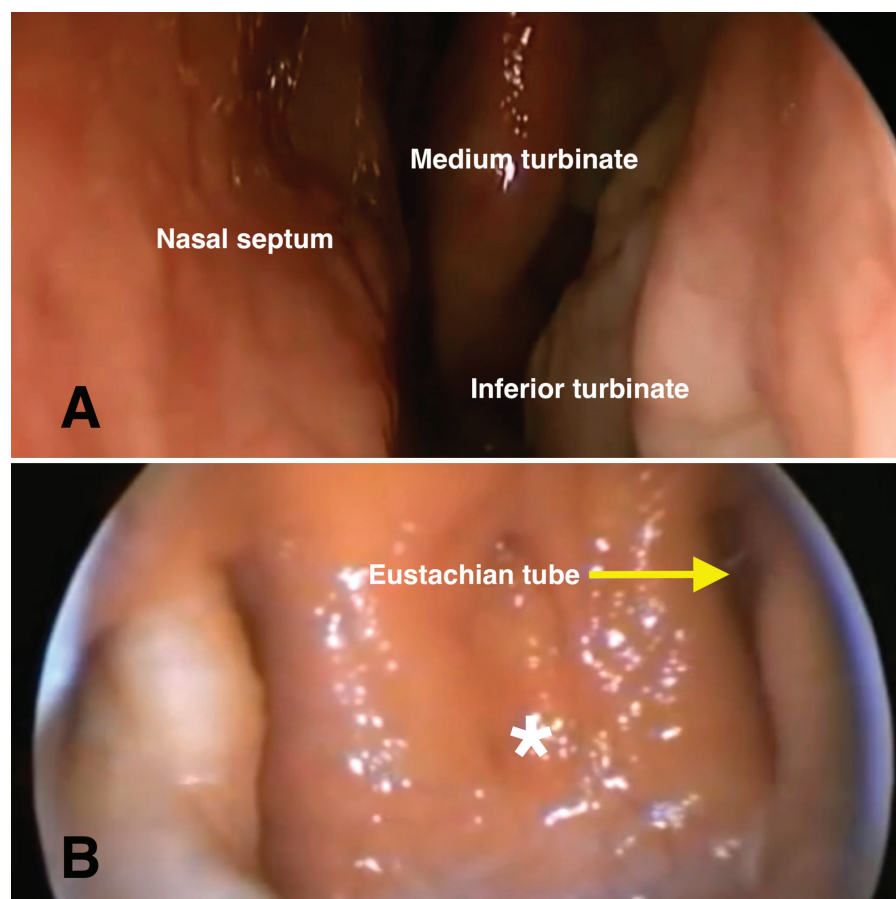 Medium turbinate
Nasal septum
Inferior turbinate
A
Eustachian tube
*
B